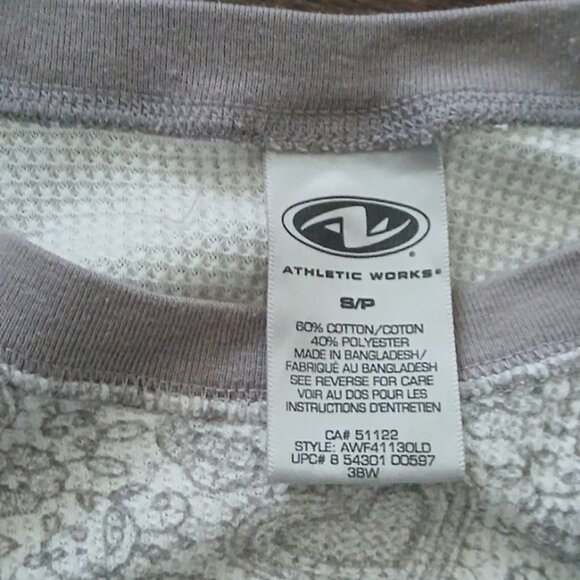 ATHLETIC WORKS®
S/P
60% COTTON/COTON
40% POLYESTER
MADE IN BANGLADESH/
FABRIQUÉ AU BANGLADESH
SEE REVERSE FOR CARE
VOIR AU DOS POUR LES
INSTRUCTIONS D'ENTRETIEN
CA# 51122
STYLE: AWF41130LD
UPC# 8 54301 00597
3BW